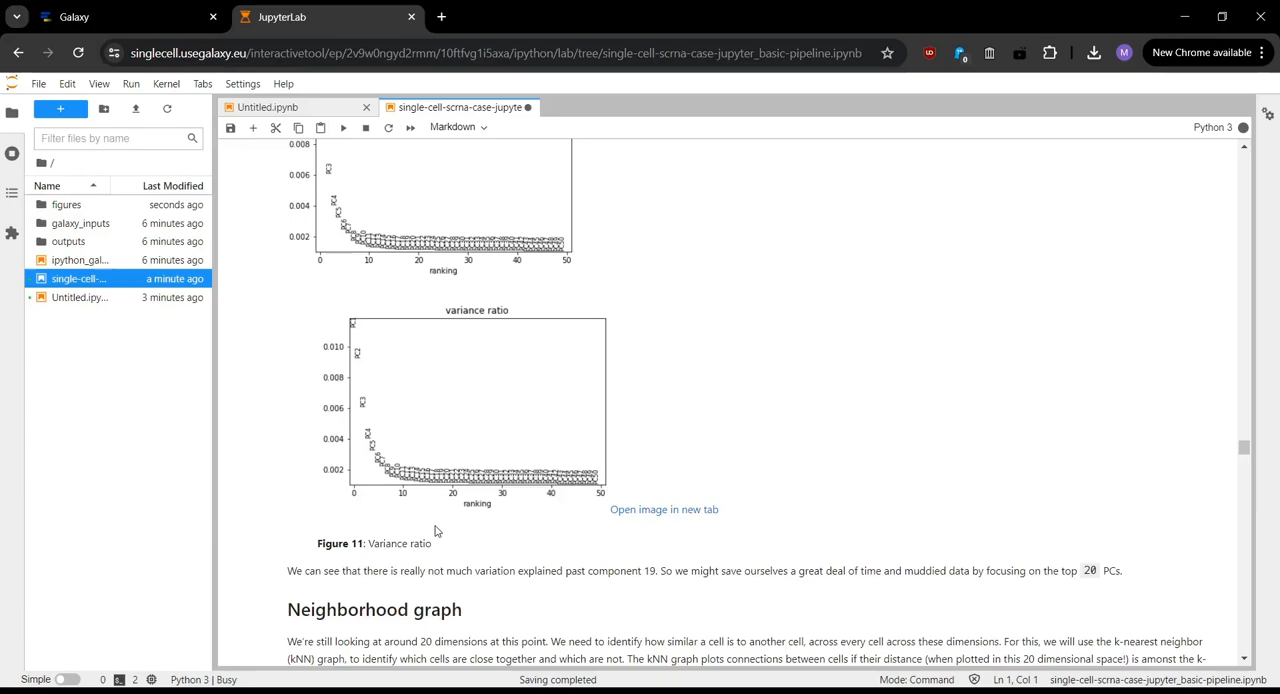 Galaxy
JupyterLab
singlecell.usegalaxy.eu/interactivetool/ep/2v9w0ngyd2rmm/10ftfvg1i5axa/ipython/lab/tree/single-cell-scrna-case-jupyter_basic-pipeline.ipynb
New Chrome available
File Edit View Run Kernel Tabs Settings Help
Untitled.ipynb
single-cell-scrna-case-jupyte
Markdown
Python 3
Filter files by name
/
Name Last Modified
figures seconds ago
galaxy_inputs 6 minutes ago
outputs 6 minutes ago
ipython_gal... 6 minutes ago
single-cell-... a minute ago
Untitled.ipy... 3 minutes ago
0.008
0.006
0.004
0.002
PC3
PC4
PC5
PC6
0 10 20 30 40 50
ranking
variance ratio
0.010
0.008
0.006
0.004
0.002
PC1
PC2
PC3
PC4
PC5
PC6
PC7
0 10 20 30 40 50
ranking
Open image in new tab
Figure 11: Variance ratio
We can see that there is really not much variation explained past component 19. So we might save ourselves a great deal of time and muddied data by focusing on the top 20 PCs.
Neighborhood graph
We're still looking at around 20 dimensions at this point. We need to identify how similar a cell is to another cell, across every cell across these dimensions. For this, we will use the k-nearest neighbor
(kNN) graph, to identify which cells are close together and which are not. The kNN graph plots connections between cells if their distance (when plotted in this 20 dimensional space!) is amonst the k-
Simple 0 2 Python 3 | Busy Saving completed Mode: Command Ln 1, Col 1 single-cell-scrna-case-jupyter_basic-pipeline.ipynb